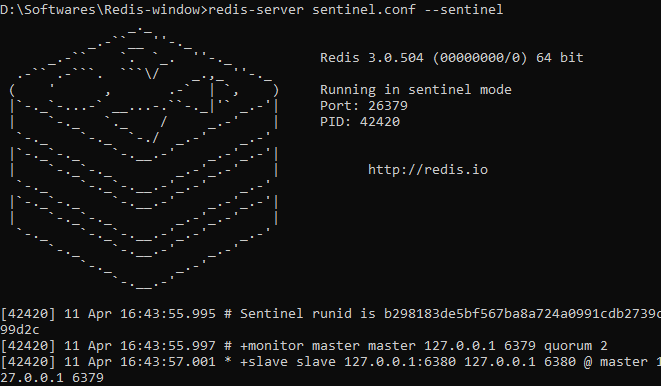 D:\Softwares\Redis-window>redis-server sentinel.conf --sentinel
Redis 3.0.504 (00000000/0) 64 bit
Running in sentinel mode
Port: 26379
PID: 42420
http://redis.io
[42420] 11 Apr 16:43:55.995 # Sentinel runid is b298183de5bf567ba8a724a0991cdb2739c
99d2c
[42420] 11 Apr 16:43:55.997 # +monitor master master 127.0.0.1 6379 quorum 2
[42420] 11 Apr 16:43:57.001 * +slave slave 127.0.0.1:6380 127.0.0.1 6380 @ master 1
27.0.0.1 6379